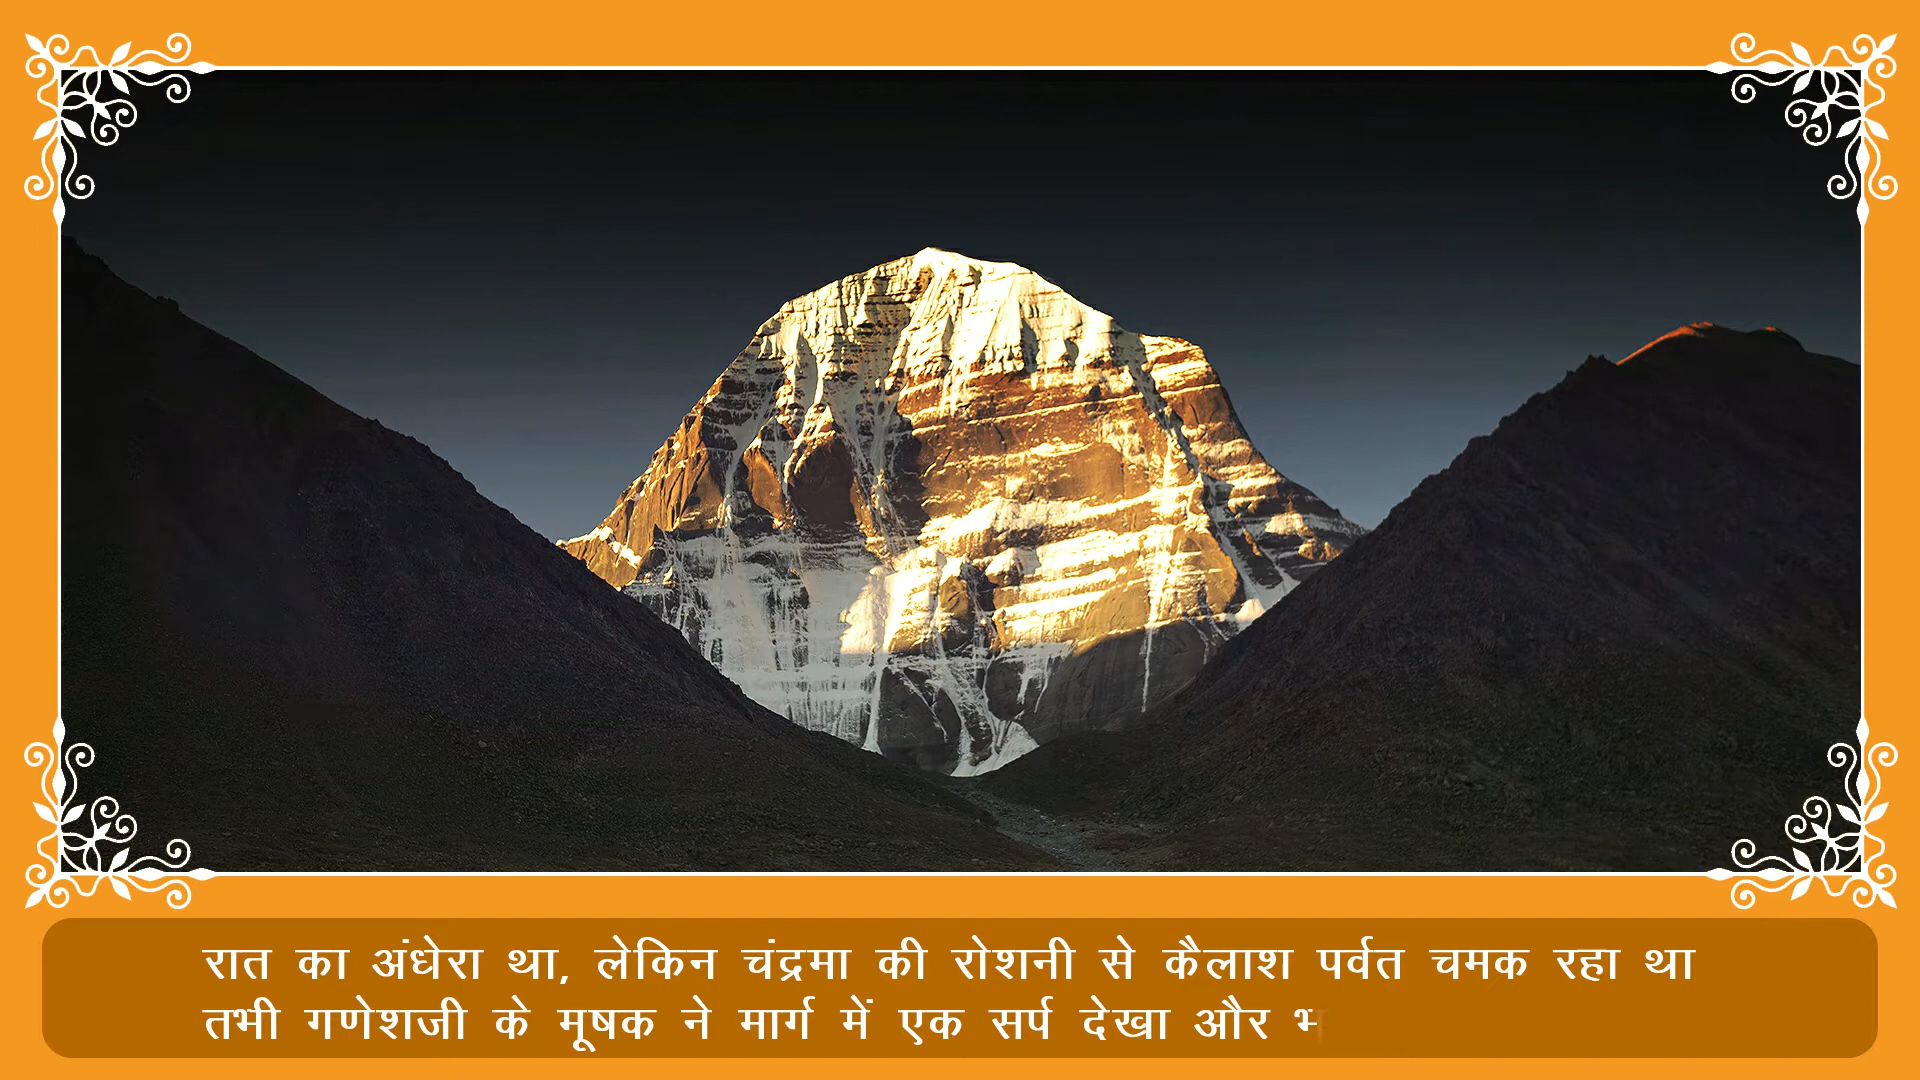 रात का अंधेरा था, लेकिन चंद्रमा की रोशनी से कैलाश पर्वत चमक रहा था
तभी गणेशजी के मूषक ने मार्ग में एक सर्प देखा और